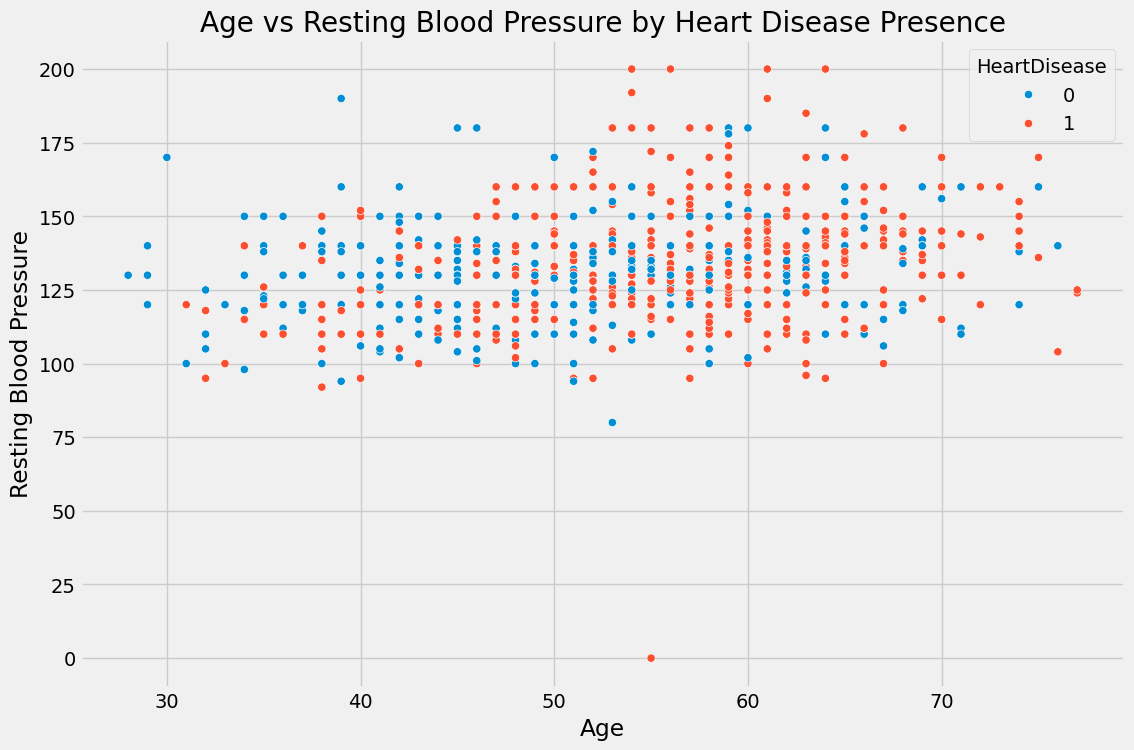 Age vs Resting Blood Pressure by Heart Disease Presence
HeartDisease
0
1
Resting Blood Pressure
200
175
150
125
100
75
50
25
0
30 40 50 60 70
Age